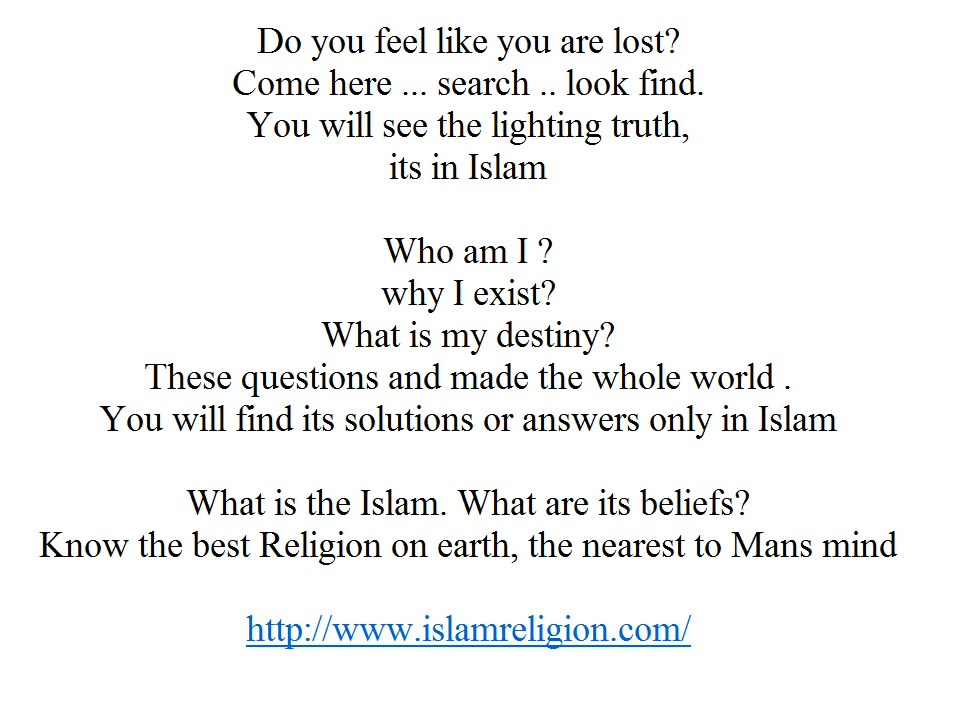 Do you feel like you are lost?
Come here ... search .. look find.
You will see the lighting truth,
its in Islam
Who am I ?
why I exist?
What is my destiny?
These questions and made the whole world .
You will find its solutions or answers only in Islam
What is the Islam. What are its beliefs?
Know the best Religion on earth, the nearest to Mans mind
http://www.islamreligion.com/